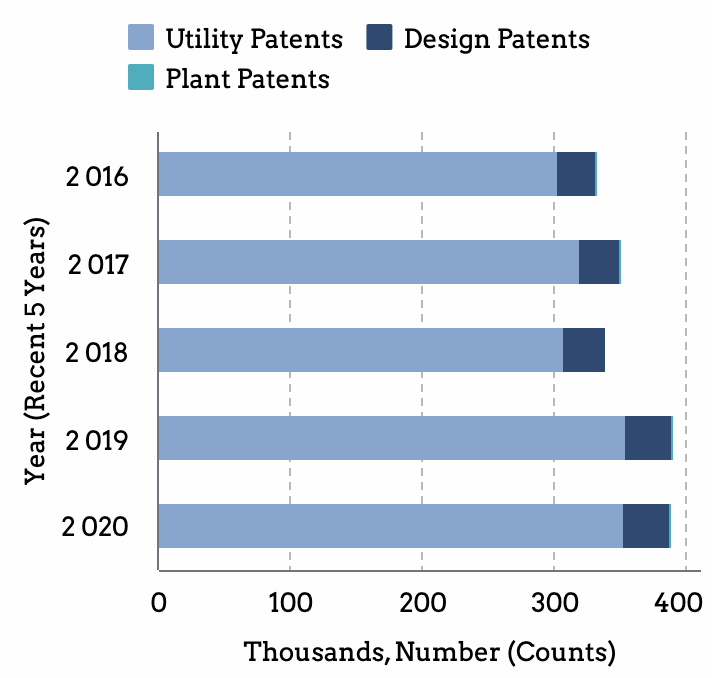 Utility Patents Design Patents
Plant Patents
Year (Recent 5 Years)
2 016
2 017
2 018
2 019
2 020
0 100 200 300 400
Thousands, Number (Counts)